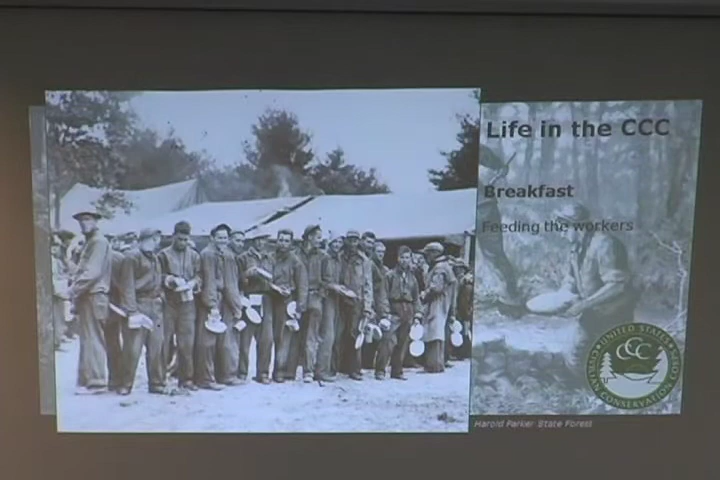 Life in the CCC
Breakfast
Feeding the workers
UNITED STATES
CCC
CIVILIAN CONSERVATION CORPS
Harold Parker State Forest